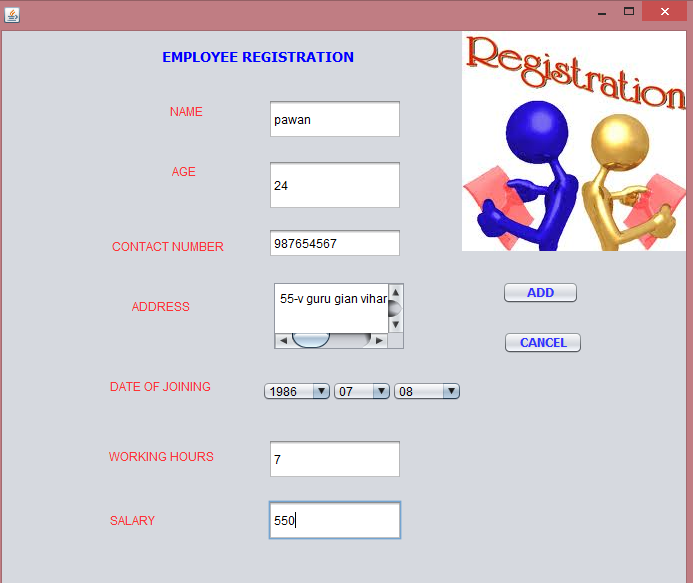 EMPLOYEE REGISTRATION
Registration
NAME
pawan
AGE
24
CONTACT NUMBER
987654567
ADDRESS
55-v guru gian vihar
ADD
CANCEL
DATE OF JOINING
1986 07 08
WORKING HOURS
7
SALARY
550